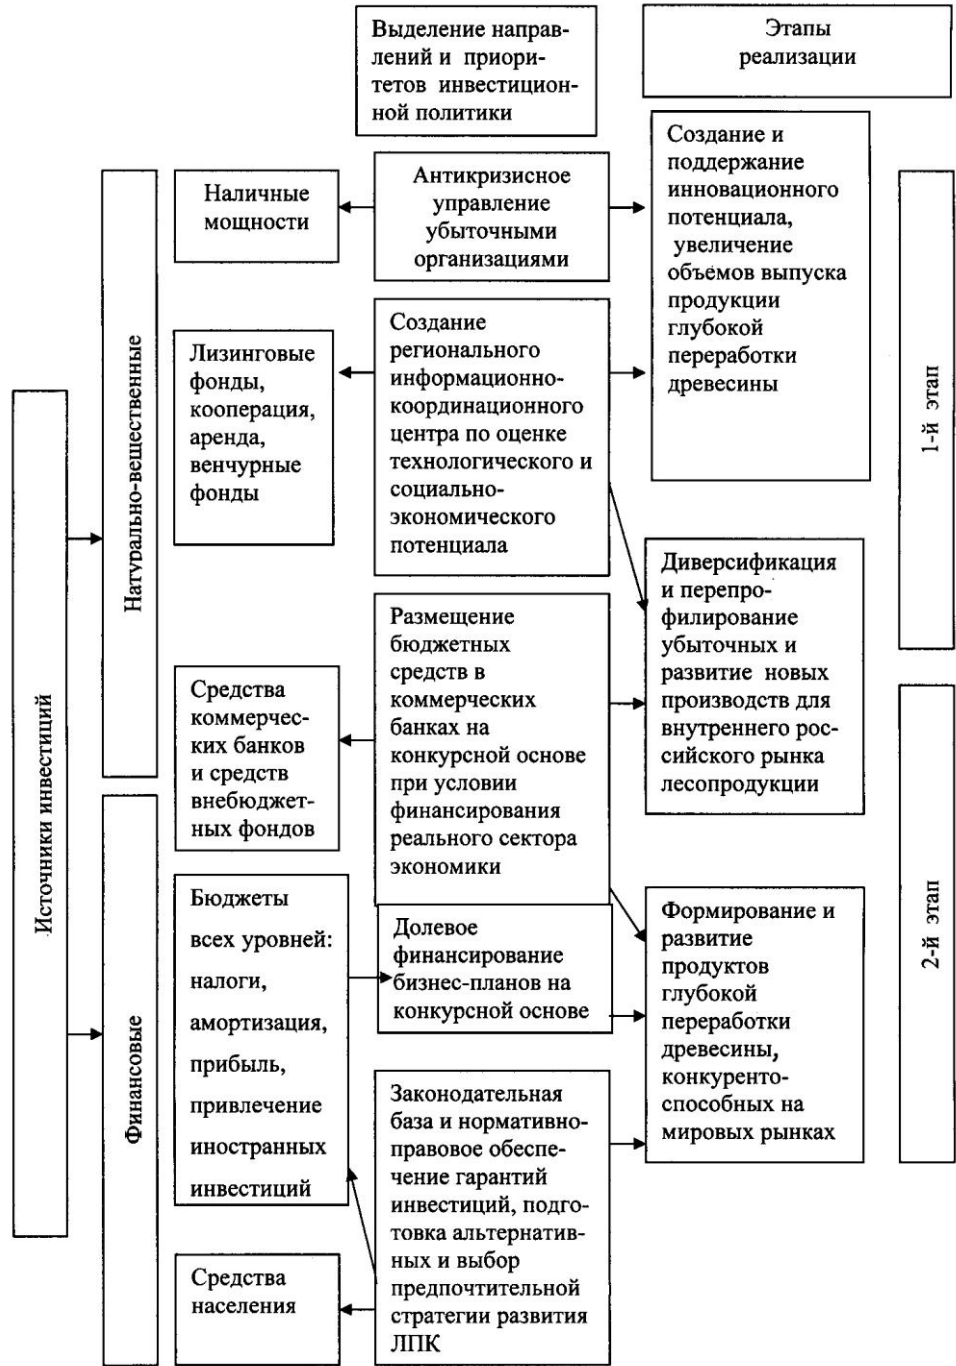 Выделение направ-
лений и приори-
тетов инвестицион-
ной политики
Этапы
реализации
Источники инвестиций
Натурально-вещественные
Финансовые
Наличные
мощности
Лизинговые
фонды,
кооперация,
аренда,
венчурные
фонды
Средства
коммерчес-
ких банков
и средств
внебюджет-
ных фондов
Бюджеты
всех уровней:
налоги,
амортизация,
прибыль,
привлечение
иностранных
инвестиций
Средства
населения
Антикризисное
управление
убыточными
организациями
Создание
регионального
информационно-
координационного
центра по оценке
технологического и
социально-
экономического
потенциала
Размещение
бюджетных
средств в
коммерческих
банках на
конкурсной основе
при условии
финансирования
реального сектора
экономики
Долевое
финансирование
бизнес-планов на
конкурсной основе
Законодательная
база и нормативно-
правовое обеспе-
чение гарантий
инвестиций, подго-
товка альтернатив-
ных и выбор
предпочтительной
стратегии развития
ЛПК
Создание и
поддержание
инновационного
потенциала,
увеличение
объемов выпуска
продукции
глубокой
переработки
древесины
Диверсификация
и перепро-
филирование
убыточных и
развитие новых
производств для
внутреннего рос-
сийского рынка
лесопродукции
Формирование и
развитие
продуктов
глубокой
переработки
древесины,
конкуренто-
способных на
мировых рынках
1-й этап
2-й этап